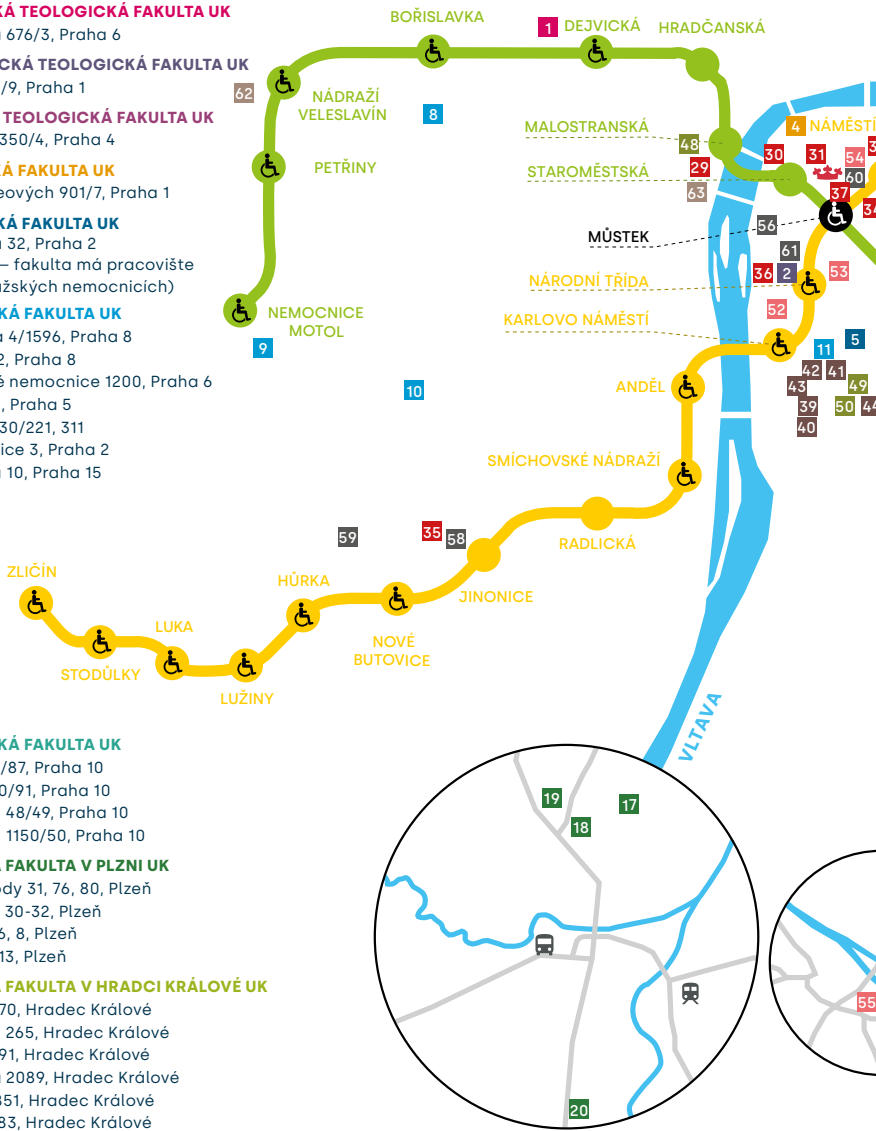 KÁ TEOLOGICKÁ FAKULTA UK
676/3, Praha 6
CKÁ TEOLOGICKÁ FAKULTA UK
/9, Praha 1
TEOLOGICKÁ FAKULTA UK
350/4, Praha 4
KÁ FAKULTA UK
eových 901/7, Praha 1
KÁ FAKULTA UK
32, Praha 2
– fakulta má pracoviště
žských nemocnicích)
KÁ FAKULTA UK
4/1596, Praha 8
2, Praha 8
é nemocnice 1200, Praha 6
, Praha 5
30/221, 311
ice 3, Praha 2
10, Praha 15
BOŘISLAVKA
1
DEJVICKÁ
HRADČANSKÁ
62
NÁDRAŽÍ
VELESLAVÍN
8
PETŘINY
MALOSTRANSKÁ
48
4
NÁMĚSTÍ
STAROMĚSTSKÁ
29
63
30
31
54
60
37
34
MŮSTEK
56
61
NÁRODNÍ TŘÍDA
36
2
53
KARLOVO NÁMĚSTÍ
52
5
11
NEMOCNICE
MOTOL
9
10
ANDĚL
42
41
43
49
39
50
44
40
SMÍCHOVSKÉ NÁDRAŽÍ
RADLICKÁ
59
35
58
JINONICE
ZLIČÍN
HŮRKA
LUKA
STODŮLKY
LUŽINY
NOVÉ
BUTOVICE
VLTAVA
KÁ FAKULTA UK
/87, Praha 10
0/91, Praha 10
48/49, Praha 10
1150/50, Praha 10
FAKULTA V PLZNI UK
ody 31, 76, 80, Plzeň
30-32, Plzeň
6, 8, Plzeň
13, Plzeň
FAKULTA V HRADCI KRÁLOVÉ UK
70, Hradec Králové
265, Hradec Králové
91, Hradec Králové
2089, Hradec Králové
851, Hradec Králové
83, Hradec Králové
19
17
18
20
55